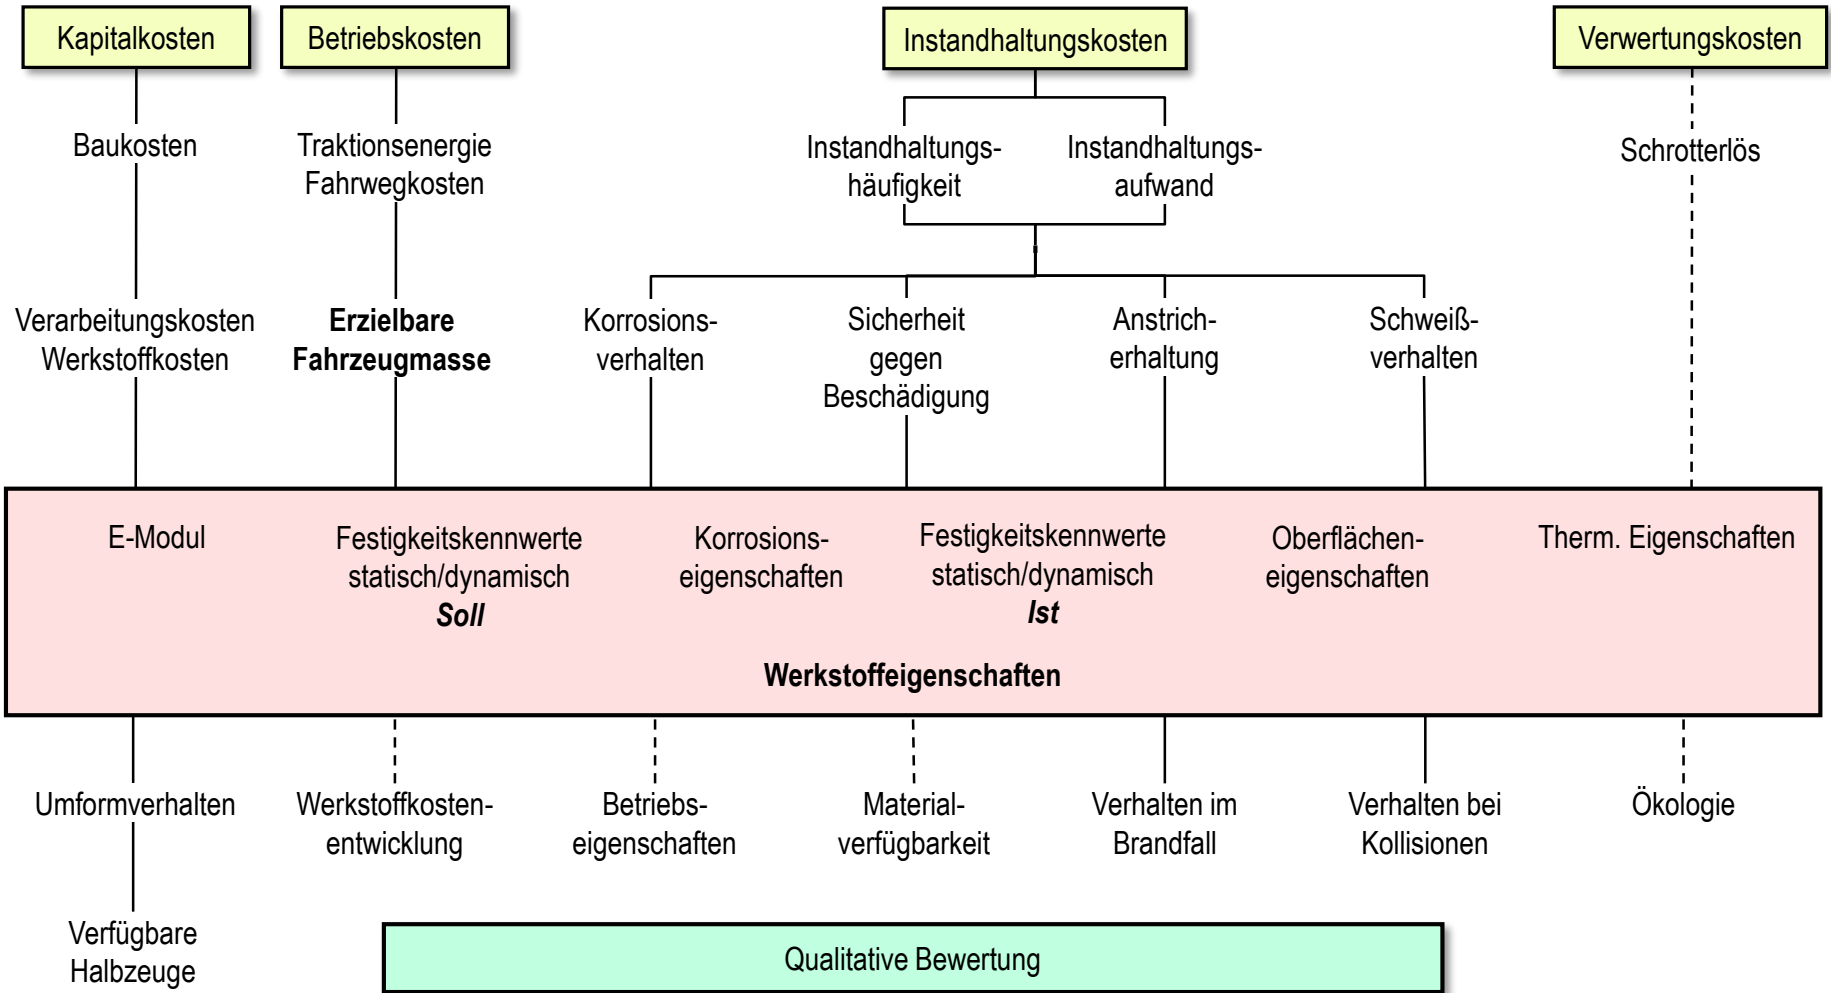 Kapitalkosten
Betriebskosten
Instandhaltungskosten
Verwertungskosten
Baukosten
Traktionsenergie
Fahrwegkosten
Instandhaltungs-
häufigkeit
Instandhaltungs-
aufwand
Schrotterlös
Verarbeitungskosten
Werkstoffkosten
Erzielbare
Fahrzeugmasse
Korrosions-
verhalten
Sicherheit
gegen
Beschädigung
Anstrich-
erhaltung
Schweiß-
verhalten
E-Modul
Festigkeitskennwerte
statisch/dynamisch
Soll
Korrosions-
eigenschaften
Festigkeitskennwerte
statisch/dynamisch
Ist
Oberflächen-
eigenschaften
Therm. Eigenschaften
Werkstoffeigenschaften
Umformverhalten
Werkstoffkosten-
entwicklung
Betriebs-
eigenschaften
Material-
verfügbarkeit
Verhalten im
Brandfall
Verhalten bei
Kollisionen
Ökologie
Verfügbare
Halbzeuge
Qualitative Bewertung